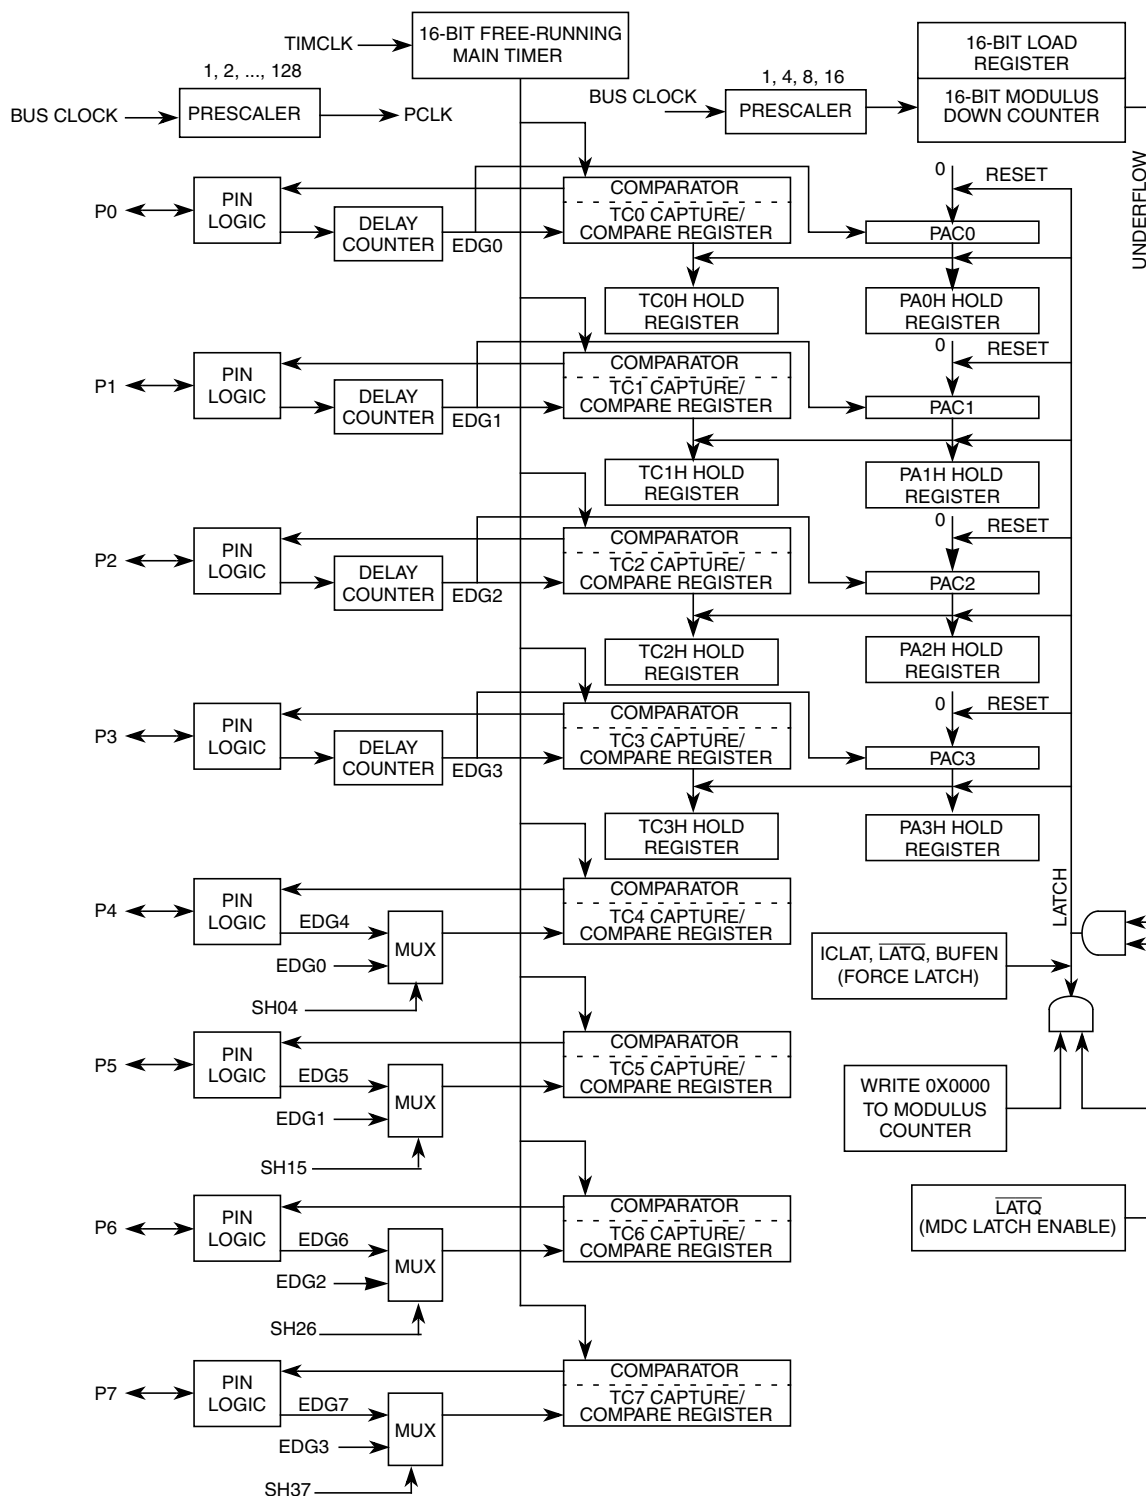 TIMCLK
16-BIT FREE-RUNNING
MAIN TIMER
16-BIT LOAD
REGISTER
1, 2, ..., 128
BUS CLOCK
PRESCALER
PCLK
1, 4, 8, 16
BUS CLOCK
PRESCALER
16-BIT MODULUS
DOWN COUNTER
UNDERFLOW
P0
PIN
LOGIC
DELAY
COUNTER
EDG0
COMPARATOR
TC0 CAPTURE/
COMPARE REGISTER
0
RESET
PAC0
TC0H HOLD
REGISTER
PA0H HOLD
REGISTER
P1
PIN
LOGIC
DELAY
COUNTER
EDG1
COMPARATOR
TC1 CAPTURE/
COMPARE REGISTER
0
RESET
PAC1
TC1H HOLD
REGISTER
PA1H HOLD
REGISTER
P2
PIN
LOGIC
DELAY
COUNTER
EDG2
COMPARATOR
TC2 CAPTURE/
COMPARE REGISTER
0
RESET
PAC2
TC2H HOLD
REGISTER
PA2H HOLD
REGISTER
P3
PIN
LOGIC
DELAY
COUNTER
EDG3
COMPARATOR
TC3 CAPTURE/
COMPARE REGISTER
0
RESET
PAC3
TC3H HOLD
REGISTER
PA3H HOLD
REGISTER
P4
PIN
LOGIC
EDG4
EDG0
SH04
MUX
COMPARATOR
TC4 CAPTURE/
COMPARE REGISTER
LATCH
ICLAT, LATQ, BUFEN
(FORCE LATCH)
P5
PIN
LOGIC
EDG5
EDG1
SH15
MUX
COMPARATOR
TC5 CAPTURE/
COMPARE REGISTER
WRITE 0X0000
TO MODULUS
COUNTER
P6
PIN
LOGIC
EDG6
EDG2
SH26
MUX
COMPARATOR
TC6 CAPTURE/
COMPARE REGISTER
LATQ
(MDC LATCH ENABLE)
P7
PIN
LOGIC
EDG7
EDG3
SH37
MUX
COMPARATOR
TC7 CAPTURE/
COMPARE REGISTER